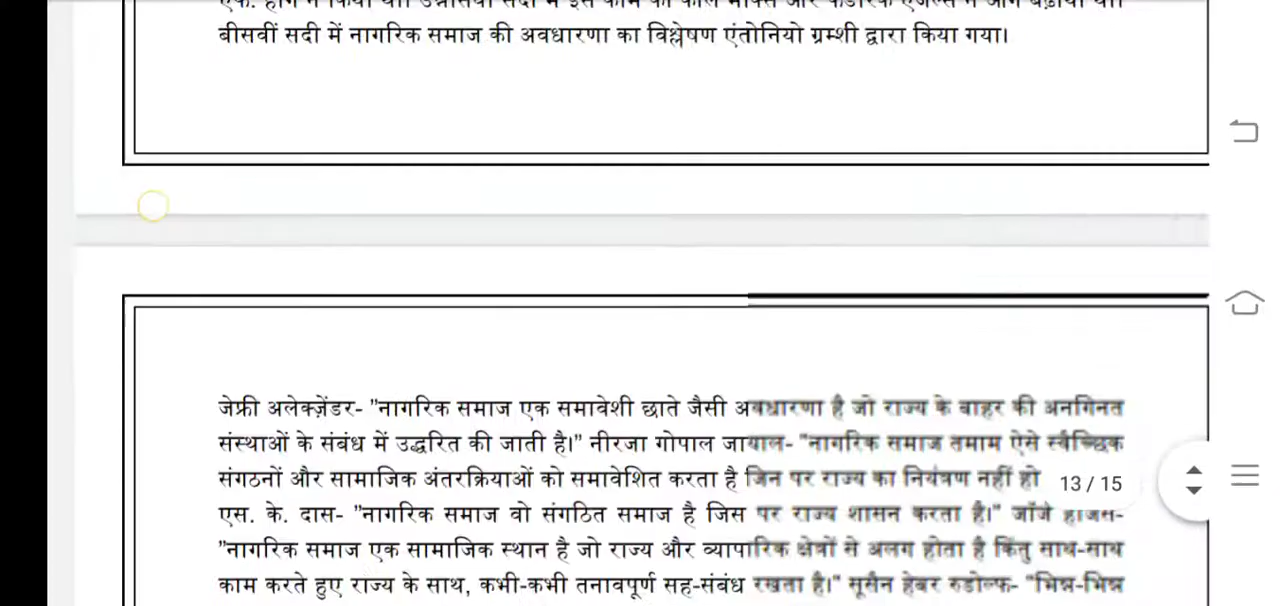 बीसवीं सदी में नागरिक समाज की अवधारणा का विश्लेषण एंतोनियो ग्रम्शी द्वारा किया गया।
जेफ्री अलेक्ज़ेंडर- "नागरिक समाज एक समावेशी छाते जैसी अवधारणा है जो राज्य के बाहर की अनगिनत
संस्थाओं के संबंध में उद्धरित की जाती है।" नीरजा गोपाल जायाल- "नागरिक समाज तमाम ऐसे स्वैच्छिक
संगठनों और सामाजिक अंतरक्रियाओं को समावेशित करता है जिन पर राज्य का नियंत्रण नहीं हो
13 / 15
एस. के. दास- "नागरिक समाज वो संगठित समाज है जिस पर राज्य शासन करता है।" जॉर्ज हाजस-
"नागरिक समाज एक सामाजिक स्थान है जो राज्य और व्यापारिक क्षेत्रों से अलग होता है किंतु साथ-साथ
काम करते हुए राज्य के साथ, कभी-कभी तनावपूर्ण सह-संबंध रखता है।" सूसैन हेबर रुडोल्फ- "भिन्न-भिन्न